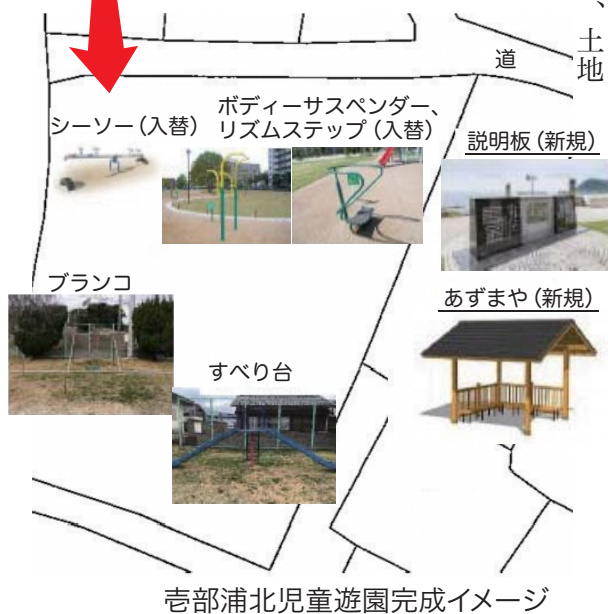 、土地
道
シーソー（入替）
ボディーサスペンダー、
リズムステップ（入替）
説明板（新規）
ブランコ
あずまや（新規）
すべり台
壱部浦北児童遊園完成イメージ